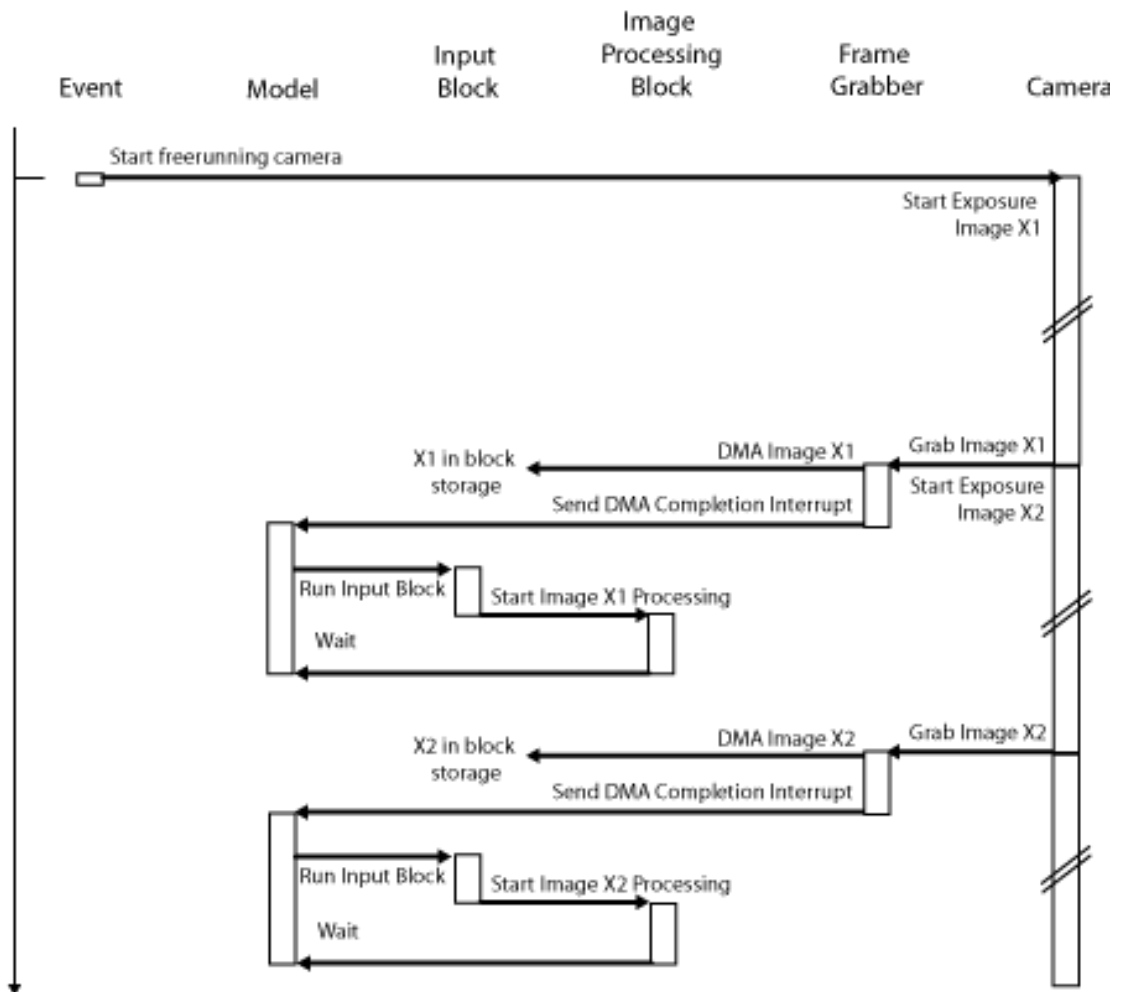 Event
Model
Input
Block
Image
Processing
Block
Frame
Grabber
Camera
Start freerunning camera
Start Exposure
Image X1
Grab Image X1
DMA Image X1
X1 in block
storage
Start Exposure
Image X2
Send DMA Completion Interrupt
Run Input Block
Start Image X1 Processing
Wait
Grab Image X2
DMA Image X2
X2 in block
storage
Send DMA Completion Interrupt
Run Input Block
Start Image X2 Processing
Wait